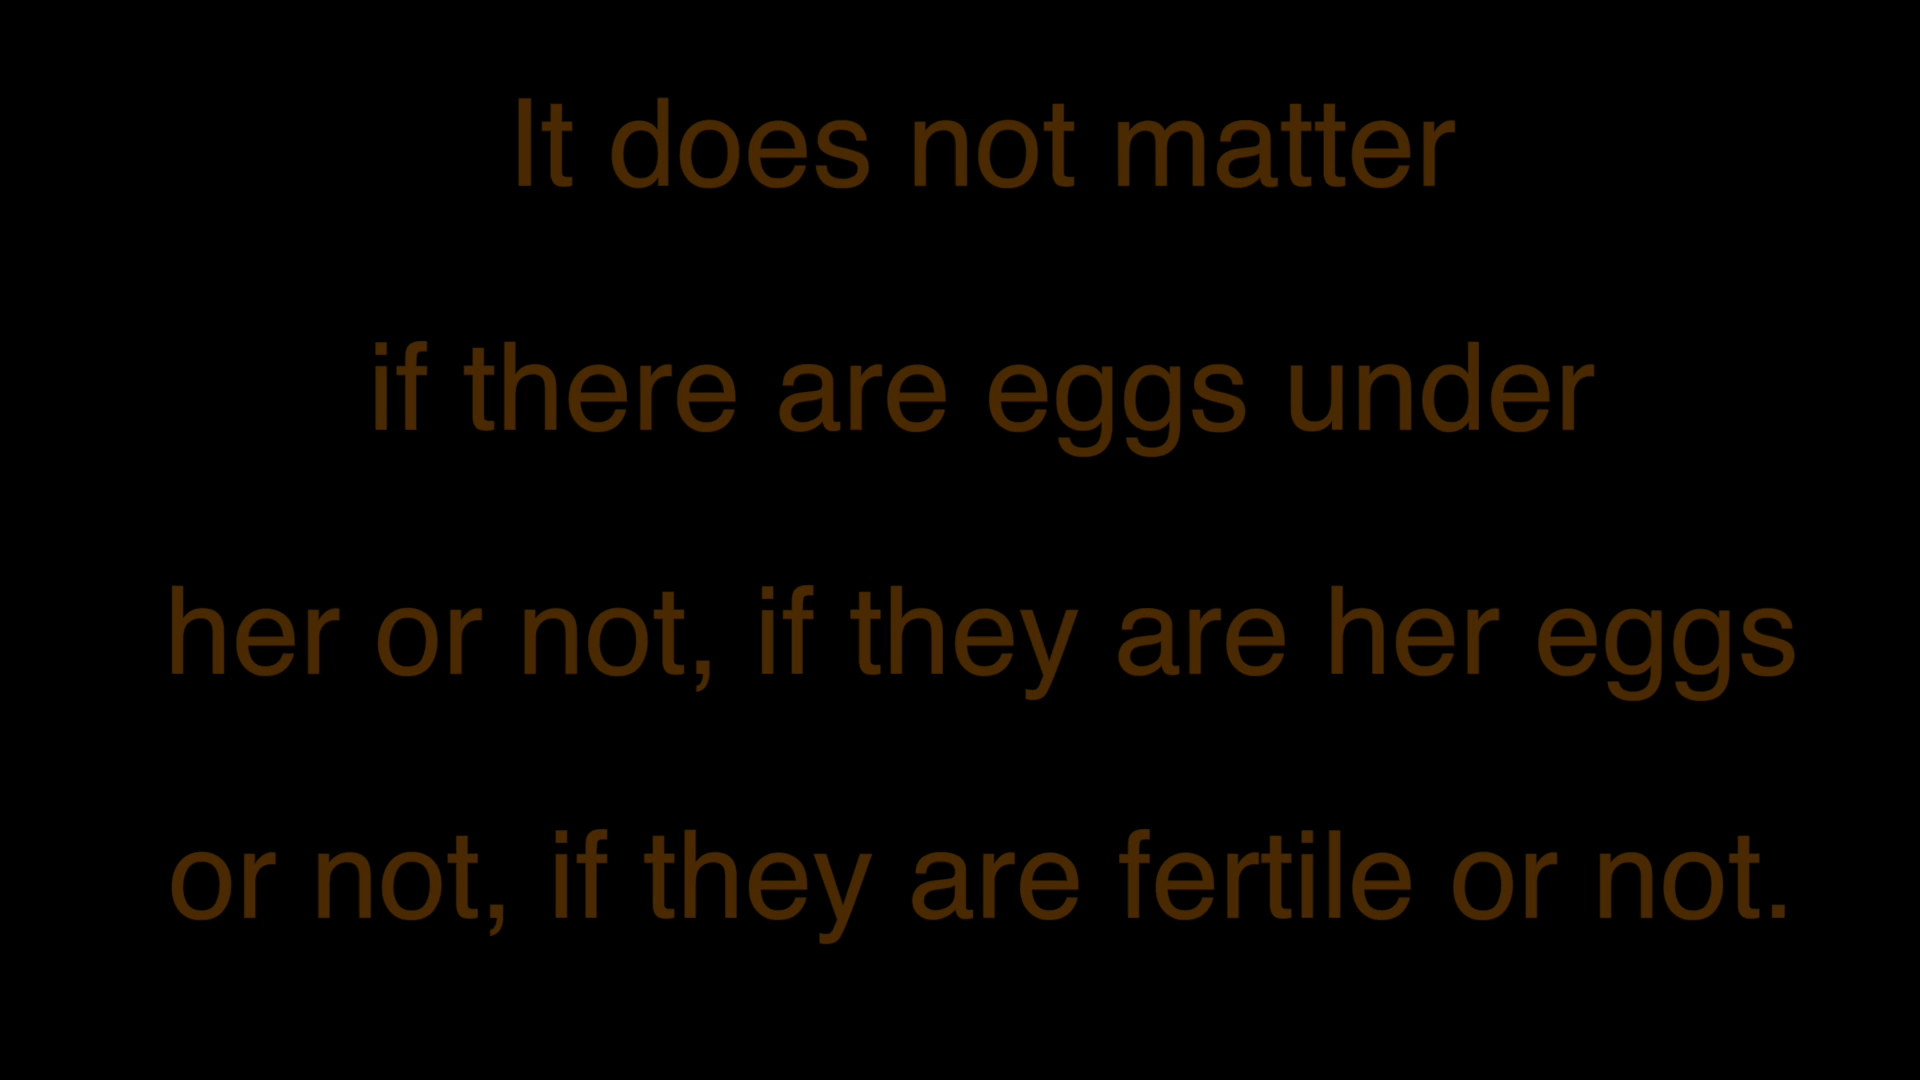 It does not matter
if there are eggs under
her or not, if they are her eggs
or not, if they are fertile or not.